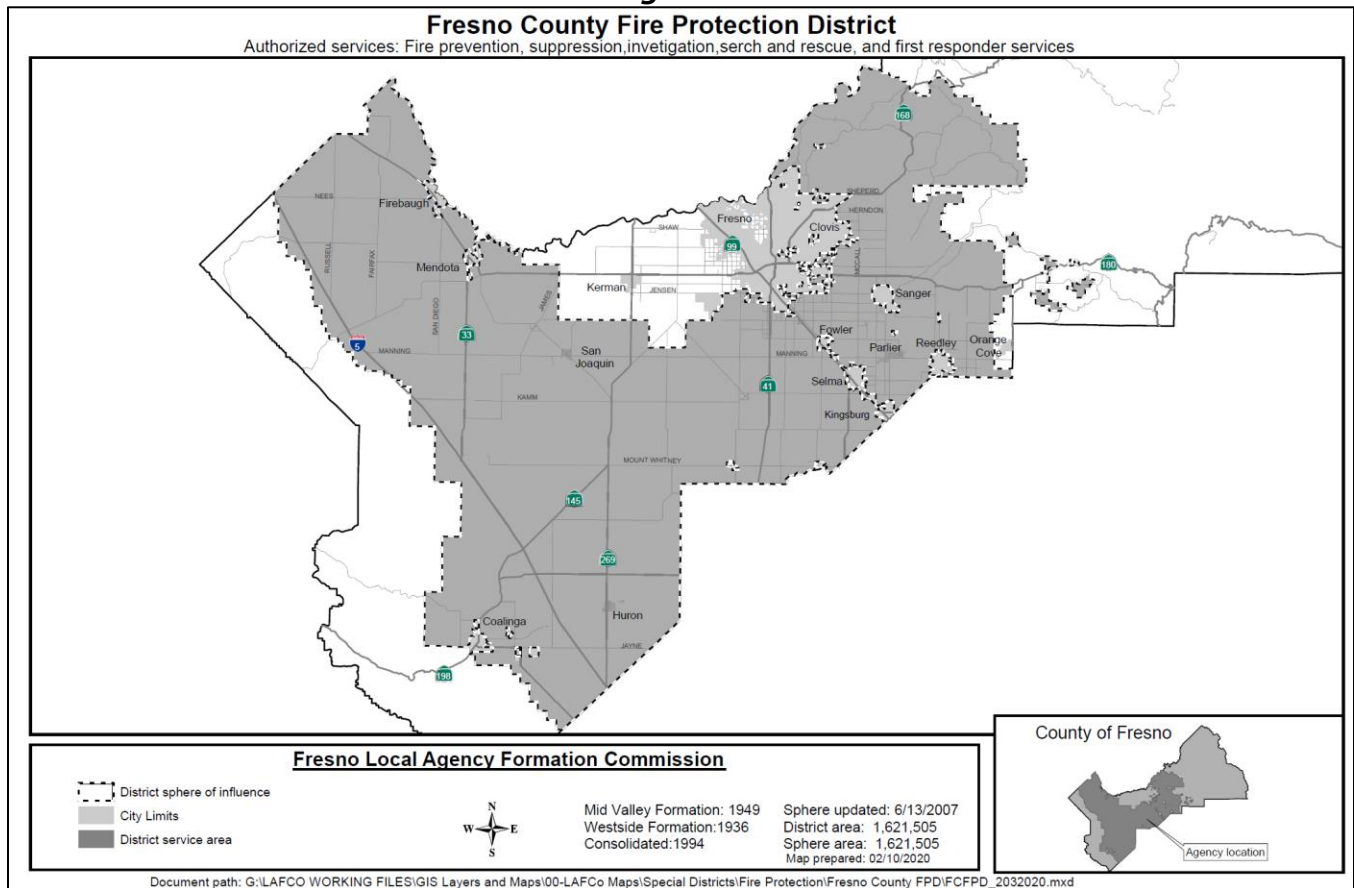 Fresno County Fire Protection District
Authorized services: Fire prevention, suppression,invetigation,serch and rescue, and first responder services
168
NEES
Firebaugh
SHEPERD
HERNDON
Fresno
SHAW
Clovis
99
RUSSELL
FAIRFAX
MCCALL
Mendota
180
Kerman
JENSEN
Sanger
SAN DIEGO
JAMES
33
5
MANNING
San
Joaquin
Fowler
MANNING
Parlier
Reedley
Orange
Cove
41
Selma
KAMM
Kingsburg
MOUNT WHITNEY
145
269
Huron
Coalinga
JAYNE
198
County of Fresno
Agency location
Fresno Local Agency Formation Commission
District sphere of influence
City Limits
District service area
N
W E
S
Mid Valley Formation: 1949
Westside Formation:1936
Consolidated:1994
Sphere updated: 6/13/2007
District area: 1,621,505
Sphere area: 1,621,505
Map prepared: 02/10/2020
Document path: G:\LAFCO WORKING FILES\GIS Layers and Maps\00-LAFCo Maps\Special Districts\Fire Protection\Fresno County FPD\FCFPD_2032020.mxd